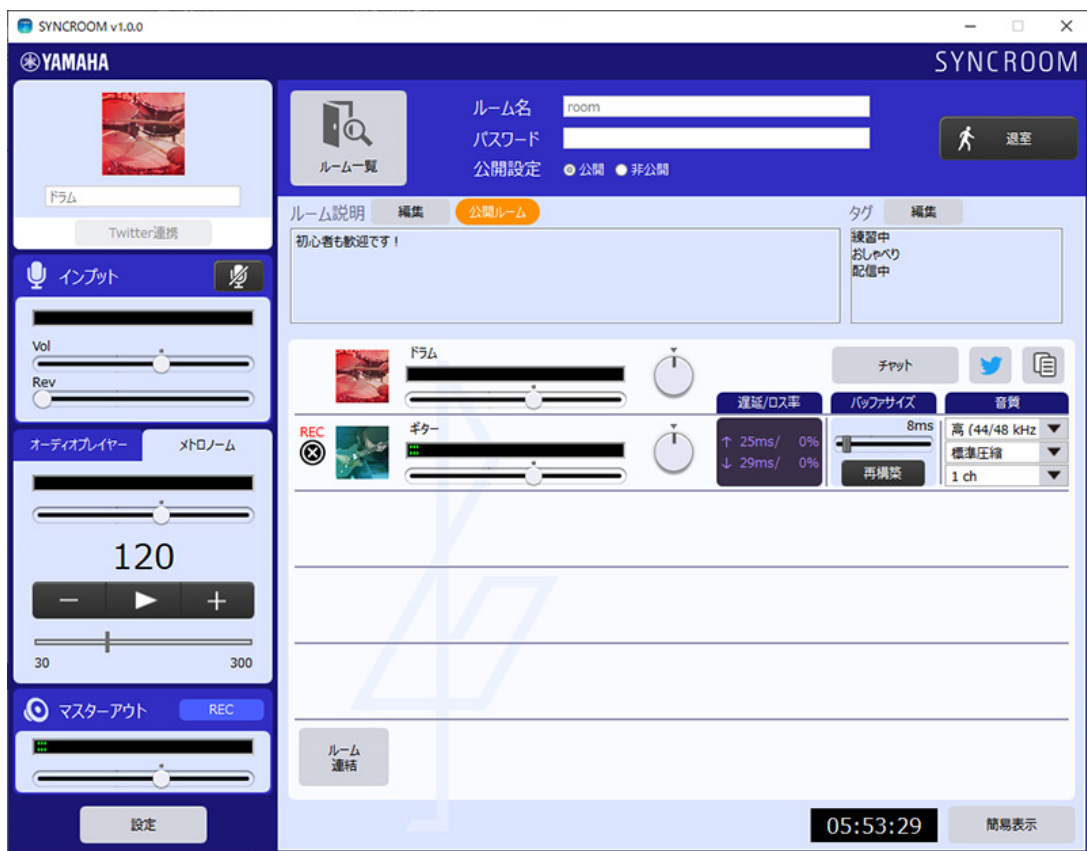 SYNCROOM v1.0.0
YAMAHA
SYNCROOM
ドラム
Twitter連携
インプット
Vol
Rev
オーディオプレイヤー メトロノーム
120
30 300
マスターアウト REC
設定
ルーム一覧
ルーム名 room
パスワード
公開設定 公開 非公開
退室
ルーム説明 編集 公開ルーム
初心者も歓迎です!
タグ 編集
練習中
おしゃべり
配信中
ドラム
チャット
遅延/ロス率 バッファサイズ 音質
REC
ギター
↑ 25ms/ 0%
↓ 29ms/ 0%
8ms
再構築
高 (44/48 kHz
標準圧縮
1 ch
ルーム
連結
05:53:29
簡易表示